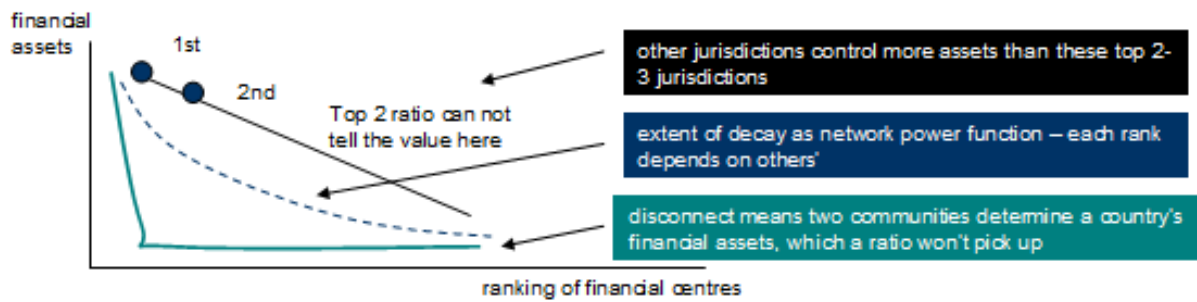 financial
assets
1st
2nd
Top 2 ratio can not
tell the value here
other jurisdictions control more assets than these top 2-
3 jurisdictions
extent of decay as network power function – each rank
depends on others'
disconnect means two communities determine a country's
financial assets, which a ratio won't pick up
ranking of financial centres